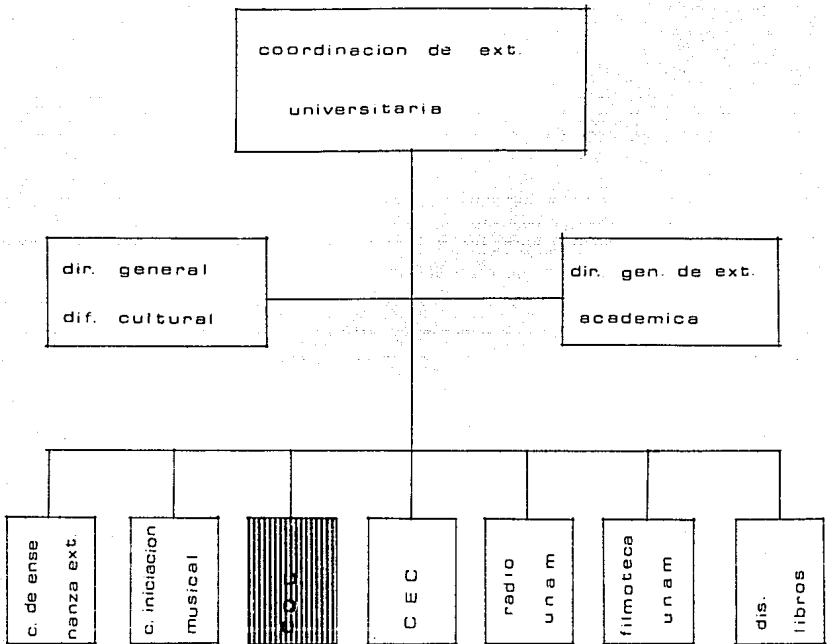 coordinacion de ext.
universitaria
dir. general
dif. cultural
dir. gen. de ext.
academica
c. de ense
nanza ext.
c. iniciacion
musical
CEC
radio
unam
filmoteca
unam
dis.
libros